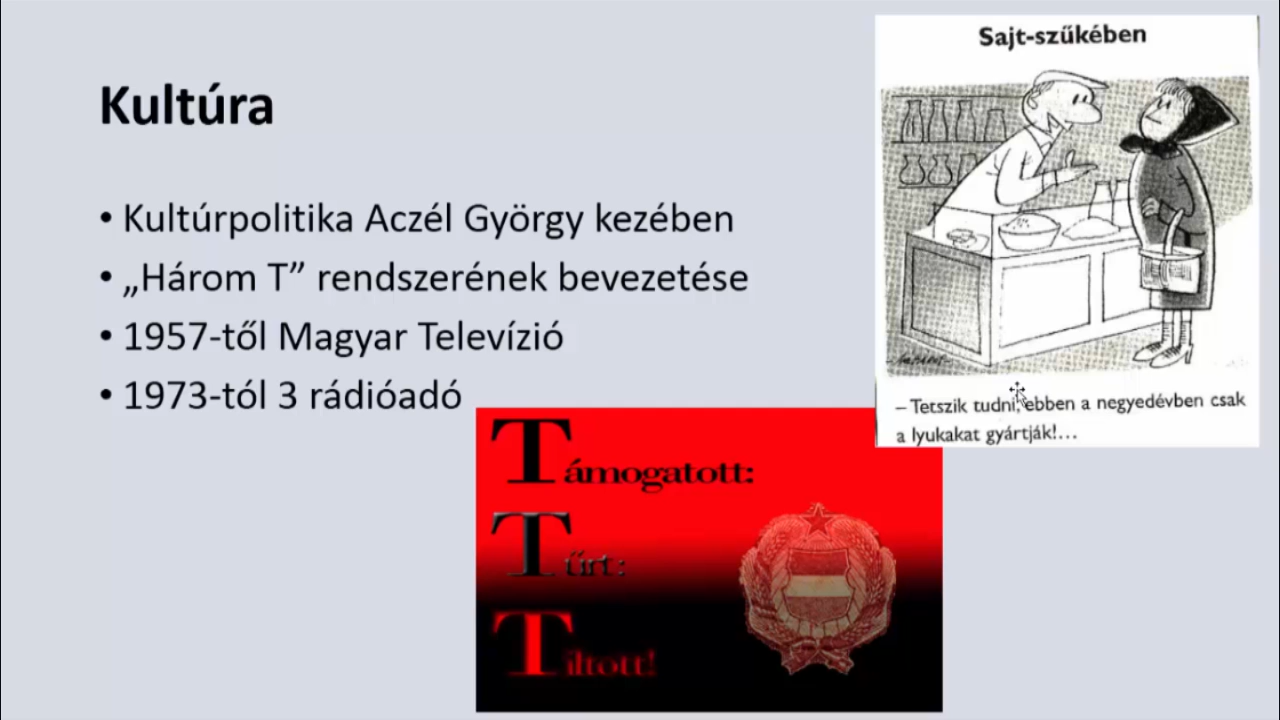 Kultúra
• Kultúrpolitika Aczél György kezében
• „Három T” rendszerének bevezetése
• 1957-től Magyar Televízió
• 1973-tól 3 rádióadó
Sajt-szűkében
– Tetszik tudni, ebben a negyedévben csak
a lyukakat gyártják!...
Támogatott:
Tűrt:
Tiltott!